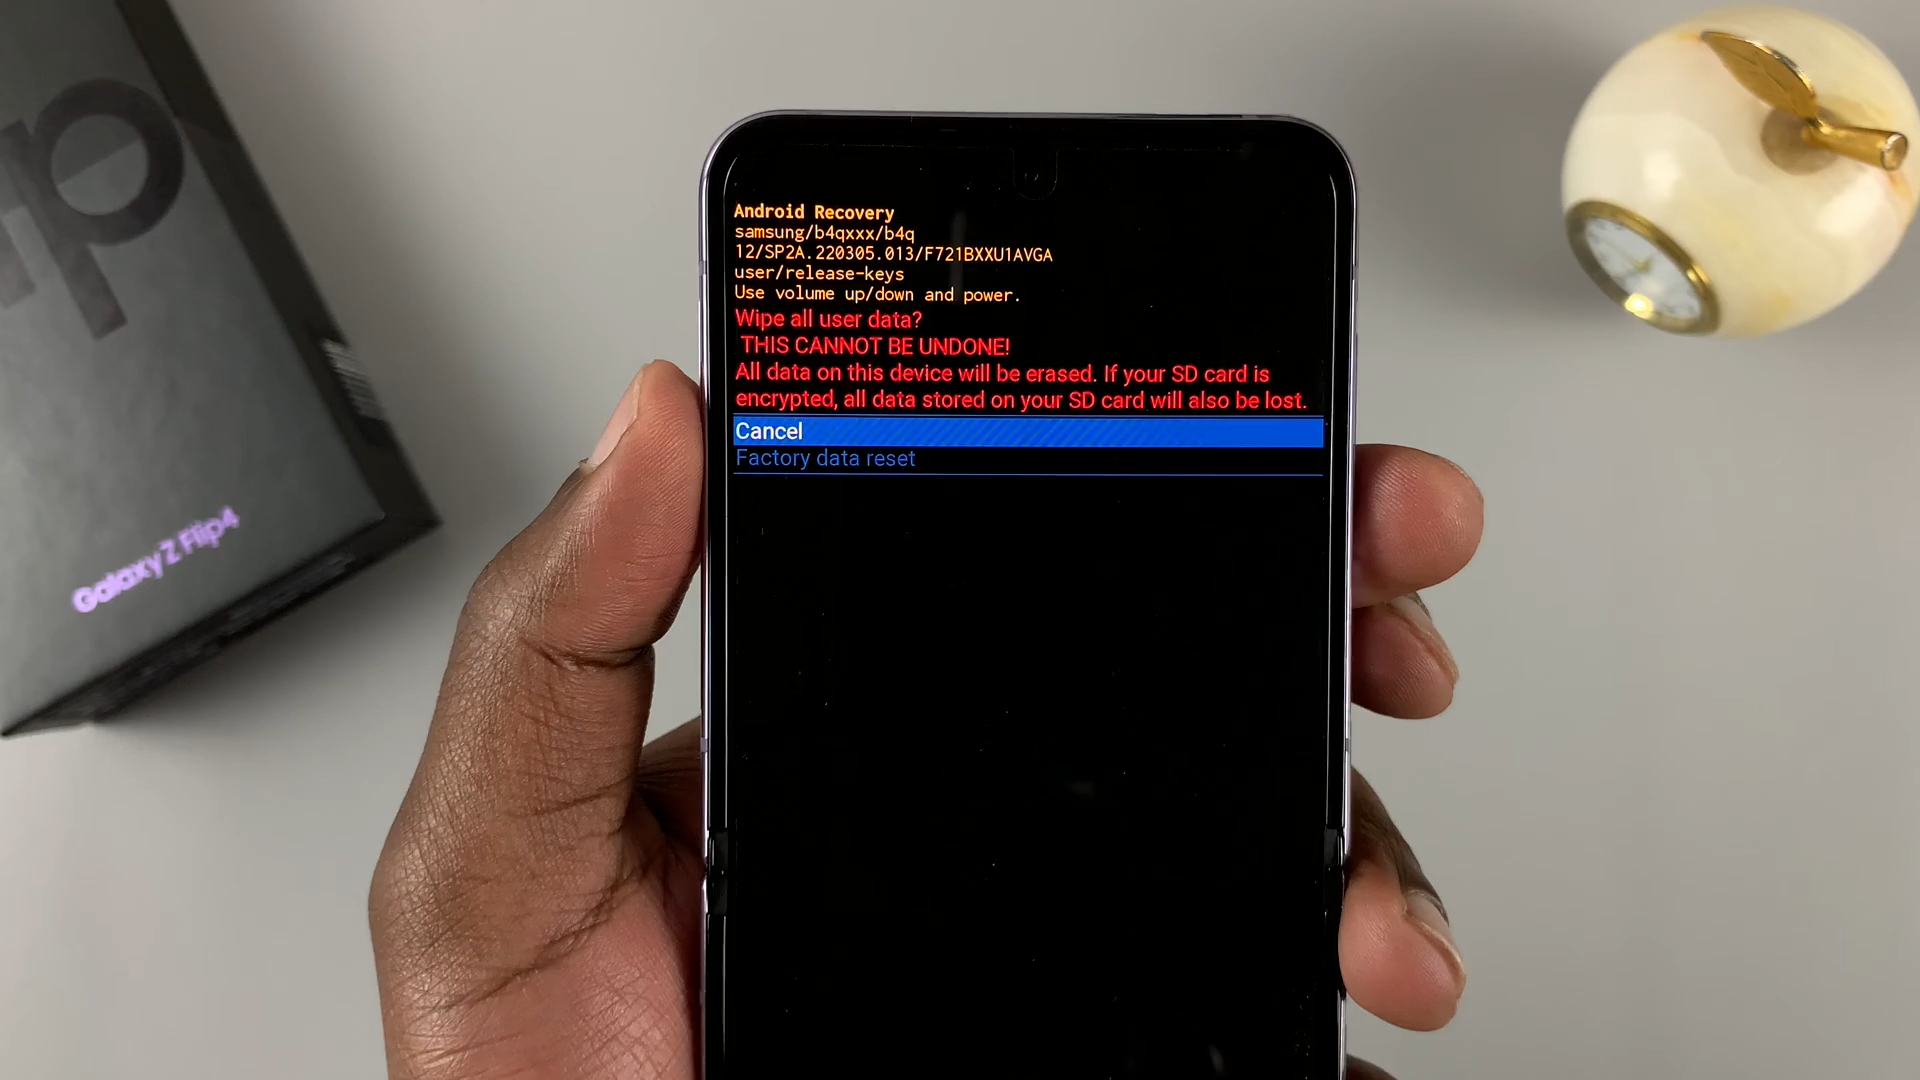 Galaxy Z Flip4
Android Recovery
samsung/b4qxxx/b4q
12/SP2A.220305.013/F721BXXU1AVGA
user/release-keys
Use volume up/down and power.
Wipe all user data?
THIS CANNOT BE UNDONE!
All data on this device will be erased. If your SD card is
encrypted, all data stored on your SD card will also be lost.
Cancel
Factory data reset